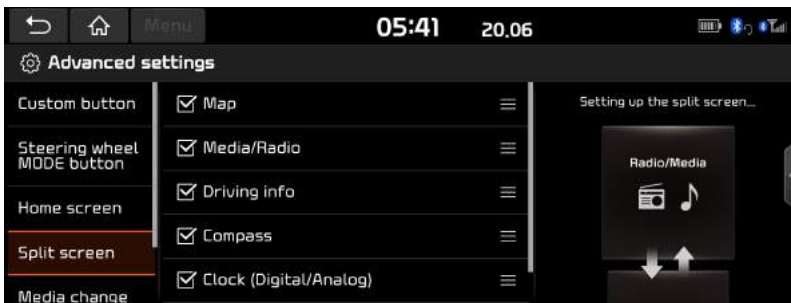 Menu
05:41
20.06
Advanced settings
Custom button
Steering wheel
MODE button
Home screen
Split screen
Media change
Map
Media/Radio
Driving info
Compass
Clock (Digital/Analog)
Setting up the split screen...
Radio/Media